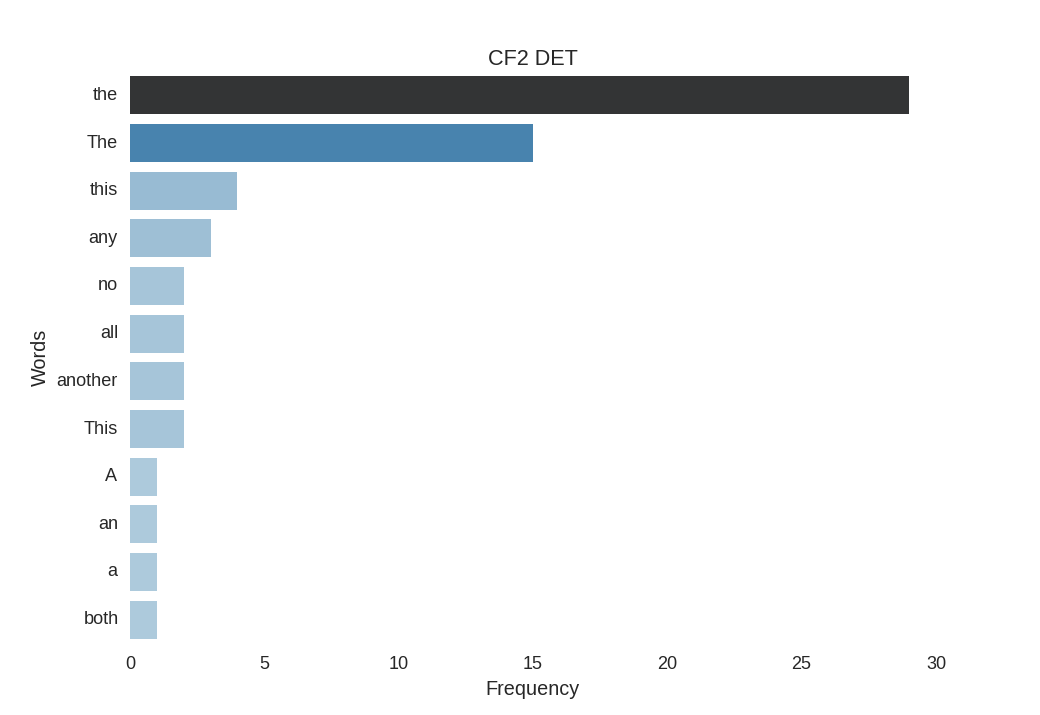 CF2 DET
the
The
this
any
no
all
another
This
A
an
a
both
Words
0 5 10 15 20 25 30
Frequency